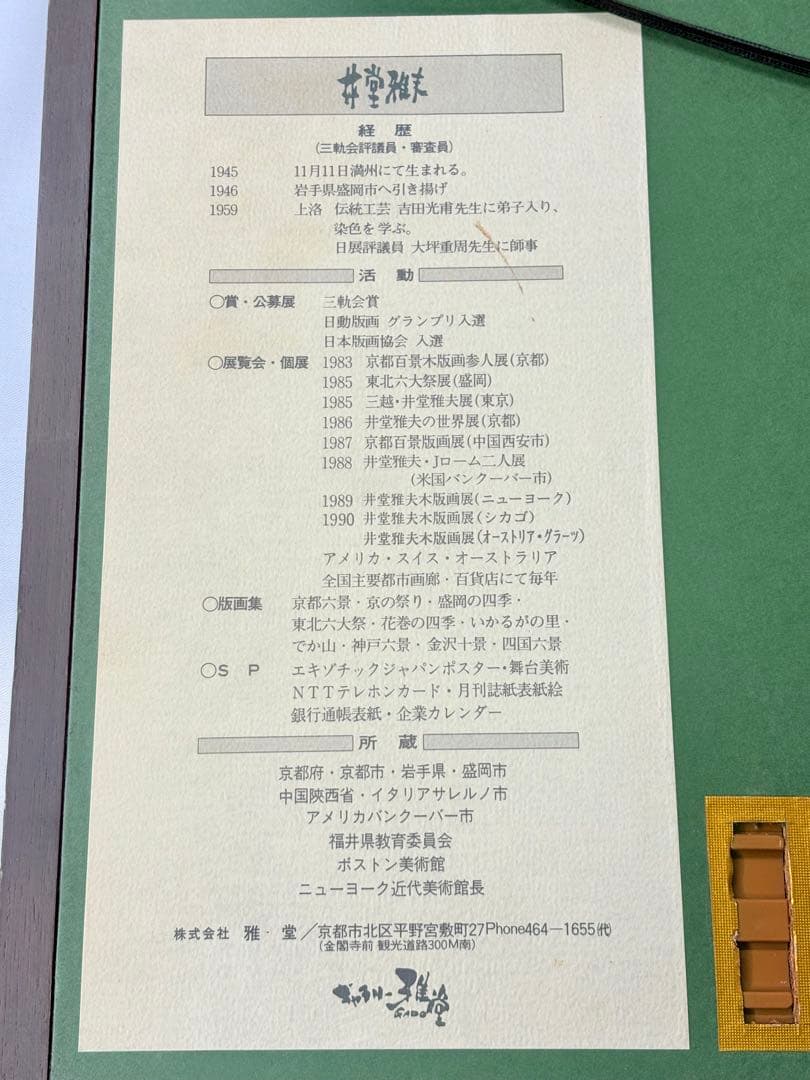 井堂雅夫
経歴
(三軌会評議員・審査員)
1945 11月11日満州にて生まれる。
1946 岩手県盛岡市へ引き揚げ
1959 上洛 伝統工芸 吉田光甫先生に弟子入り、
染色を学ぶ。
日展評議員 大坪重周先生に師事
活動
○賞・公募展 三軌会賞
日動版画 グランプリ入選
日本版画協会 入選
○展覧会・個展 1983 京都百景木版画参人展(京都)
1985 東北六大祭展(盛岡)
1985 三越・井堂雅夫展(東京)
1986 井堂雅夫の世界展(京都)
1987 京都百景版画展(中国西安市)
1988 井堂雅夫・Jローム二人展
(米国バンクーバー市)
1989 井堂雅夫木版画展(ニューヨーク)
1990 井堂雅夫木版画展(シカゴ)
井堂雅夫木版画展(オーストリア・グラーツ)
アメリカ・スイス・オーストラリア
全国主要都市画廊・百貨店にて毎年
○版画集 京都六景・京の祭り・盛岡の四季・
東北六大祭・花巻の四季・いかるがの里・
でか山・神戸六景・金沢十景・四国六景
○SP エキゾチックジャパンポスター・舞台美術
NTTテレホンカード・月刊誌紙表紙絵
銀行通帳表紙・企業カレンダー
所蔵
京都府・京都市・岩手県・盛岡市
中国陝西省・イタリアサレルノ市
アメリカバンクーバー市
福井県教育委員会
ボストン美術館
ニューヨーク近代美術館長
株式会社 雅・堂/京都市北区平野宮敷町27Phone464―1655(代)
(金閣寺前 観光道路300M南)
ギャラリー雅堂
GADO